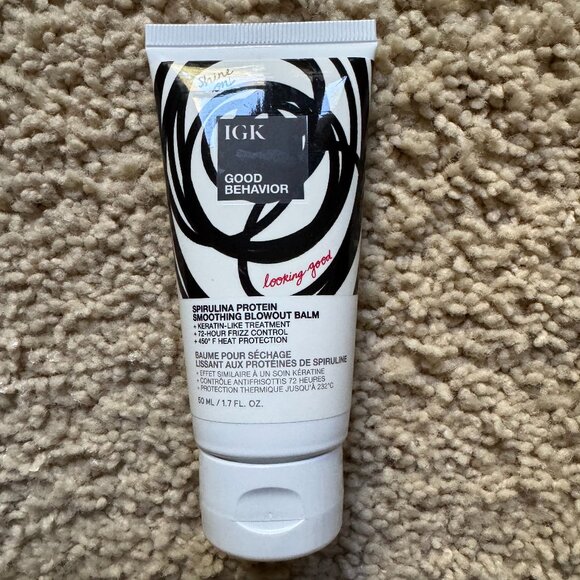 shine
on
IGK
GOOD
BEHAVIOR
looking good
SPIRULINA PROTEIN
SMOOTHING BLOWOUT BALM
+ KERATIN-LIKE TREATMENT
+ 72-HOUR FRIZZ CONTROL
+ 450° F HEAT PROTECTION
BAUME POUR SÉCHAGE
LISSANT AUX PROTÉINES DE SPIRULINE
+ EFFET SIMILAIRE À UN SOIN KÉRATINE
+ CONTRÔLE ANTIFRISOTTIS 72 HEURES
+ PROTECTION THERMIQUE JUSQU'À 232°C
50 ML / 1.7 FL. OZ.